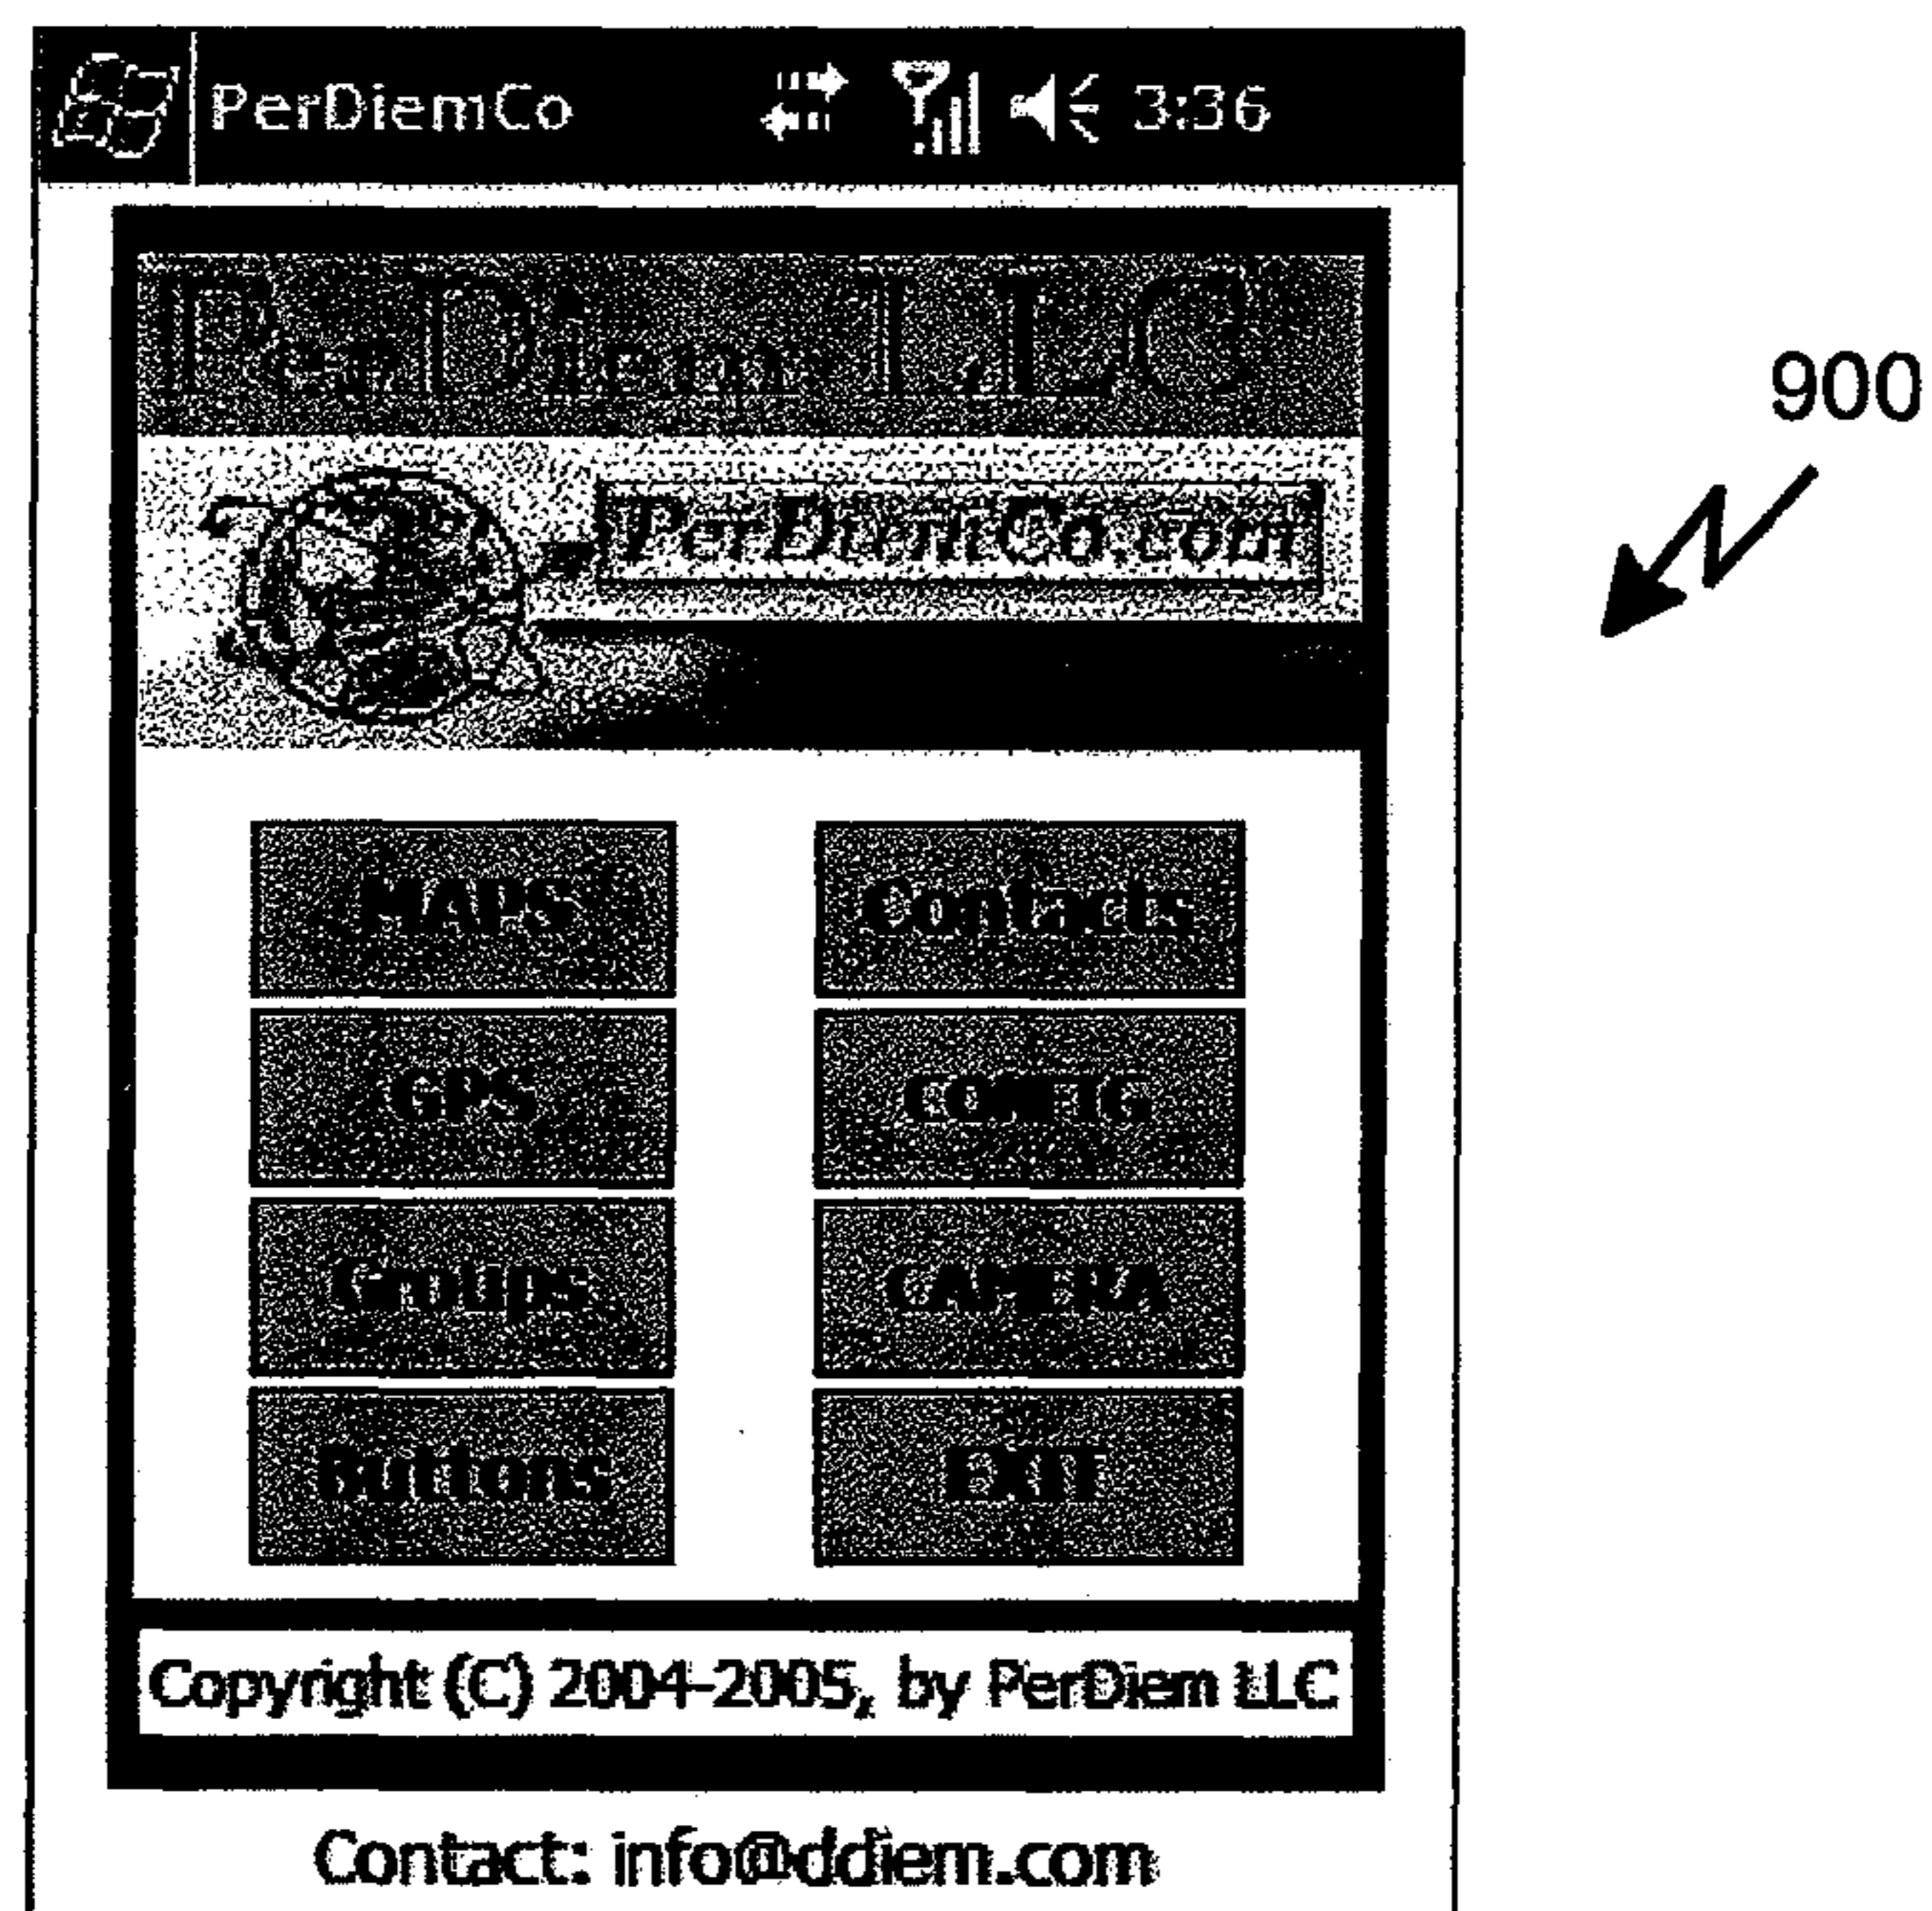 PerDiemCo 3:36
PerDiem LLC
900
PerDiemCo.com
MAPS Contacts
GPS CONFIG
Groups CAMERA
Buttons EXIT
Copyright (C) 2004-2005, by PerDiem LLC
Contact: info@ddiem.com